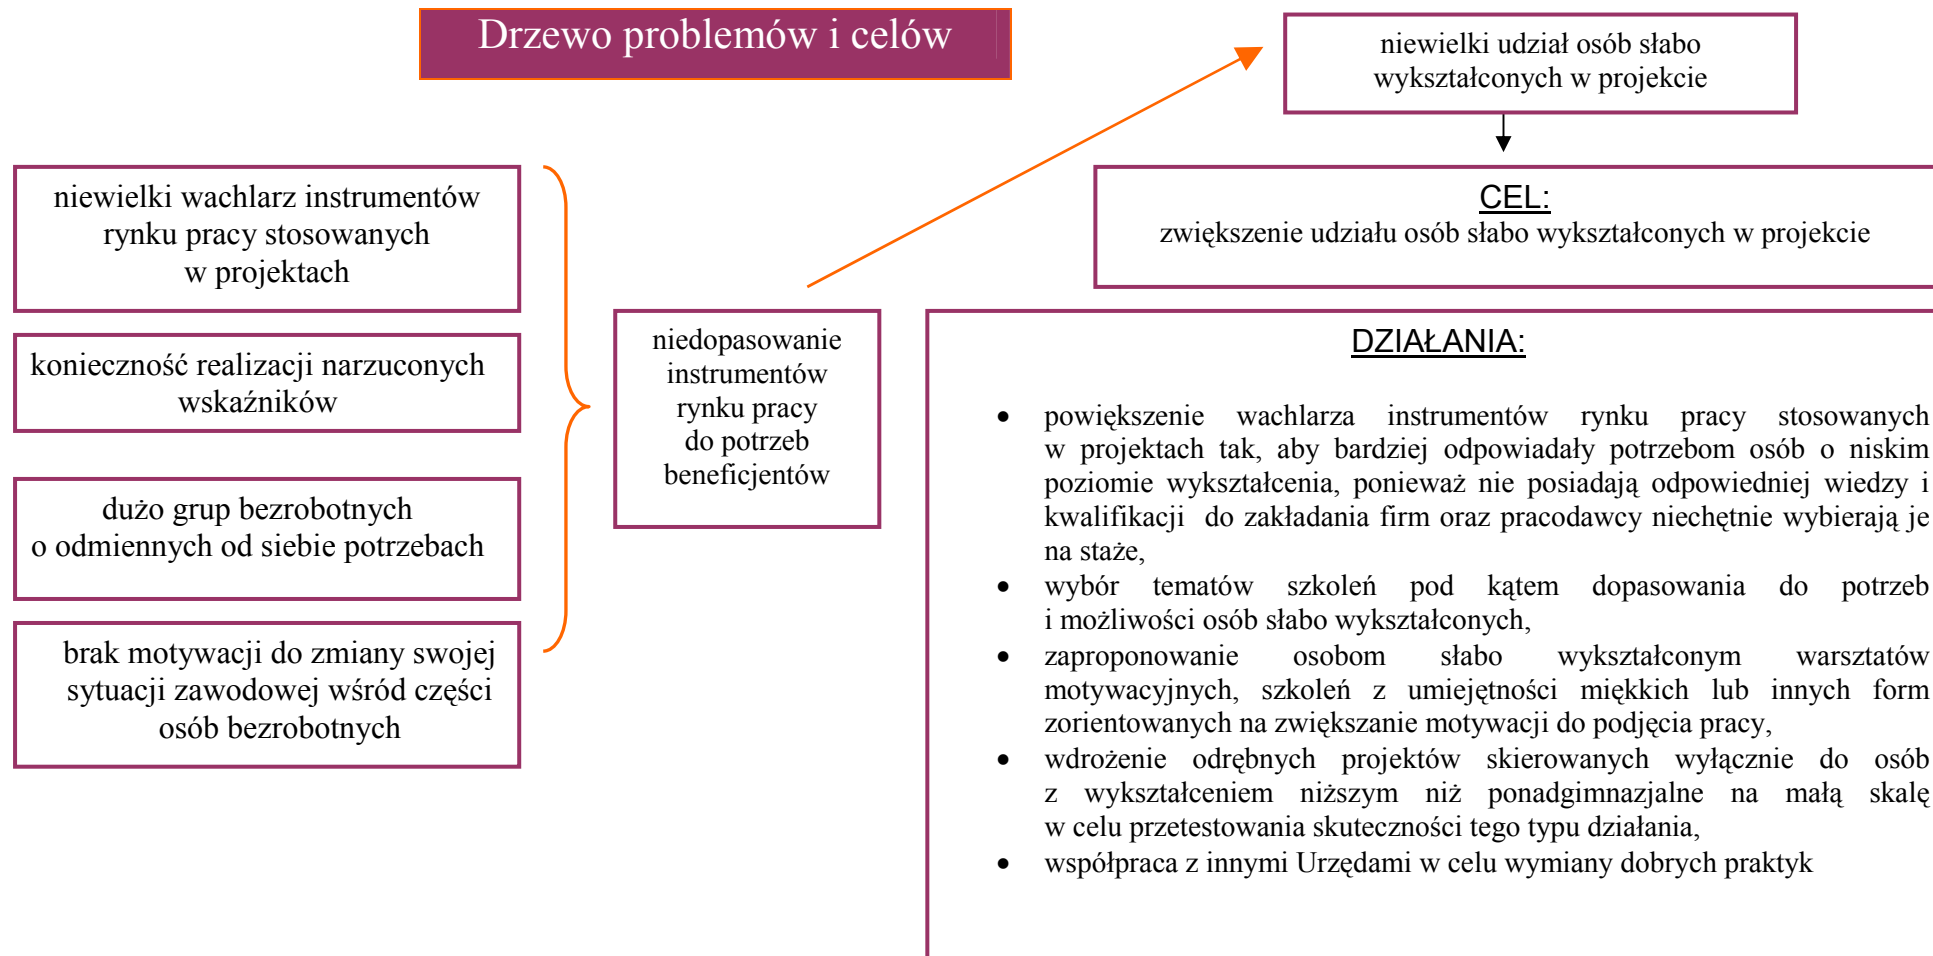 Drzewo problemów i celów
niewielki udział osób słabo
wykształconych w projekcie
CEL:
zwiększenie udziału osób słabo wykształconych w projekcie
niewielki wachlarz instrumentów
rynku pracy stosowanych
w projektach
konieczność realizacji narzuconych
wskaźników
dużo grup bezrobotnych
o odmiennych od siebie potrzebach
brak motywacji do zmiany swojej
sytuacji zawodowej wśród części
osób bezrobotnych
niedopasowanie
instrumentów
rynku pracy
do potrzeb
beneficjentów
DZIAŁANIA:
• powiększenie wachlarza instrumentów rynku pracy stosowanych
w projektach tak, aby bardziej odpowiadały potrzebom osób o niskim
poziomie wykształcenia, ponieważ nie posiadają odpowiedniej wiedzy i
kwalifikacji do zakładania firm oraz pracodawcy niechętnie wybierają je
na staże,
• wybór tematów szkoleń pod kątem dopasowania do potrzeb
i możliwości osób słabo wykształconych,
• zaproponowanie osobom słabo wykształconym warsztatów
motywacyjnych, szkoleń z umiejętności miękkich lub innych form
zorientowanych na zwiększanie motywacji do podjęcia pracy,
• wdrożenie odrębnych projektów skierowanych wyłącznie do osób
z wykształceniem niższym niż ponadgimnazjalne na małą skalę
w celu przetestowania skuteczności tego typu działania,
• współpraca z innymi Urzędami w celu wymiany dobrych praktyk